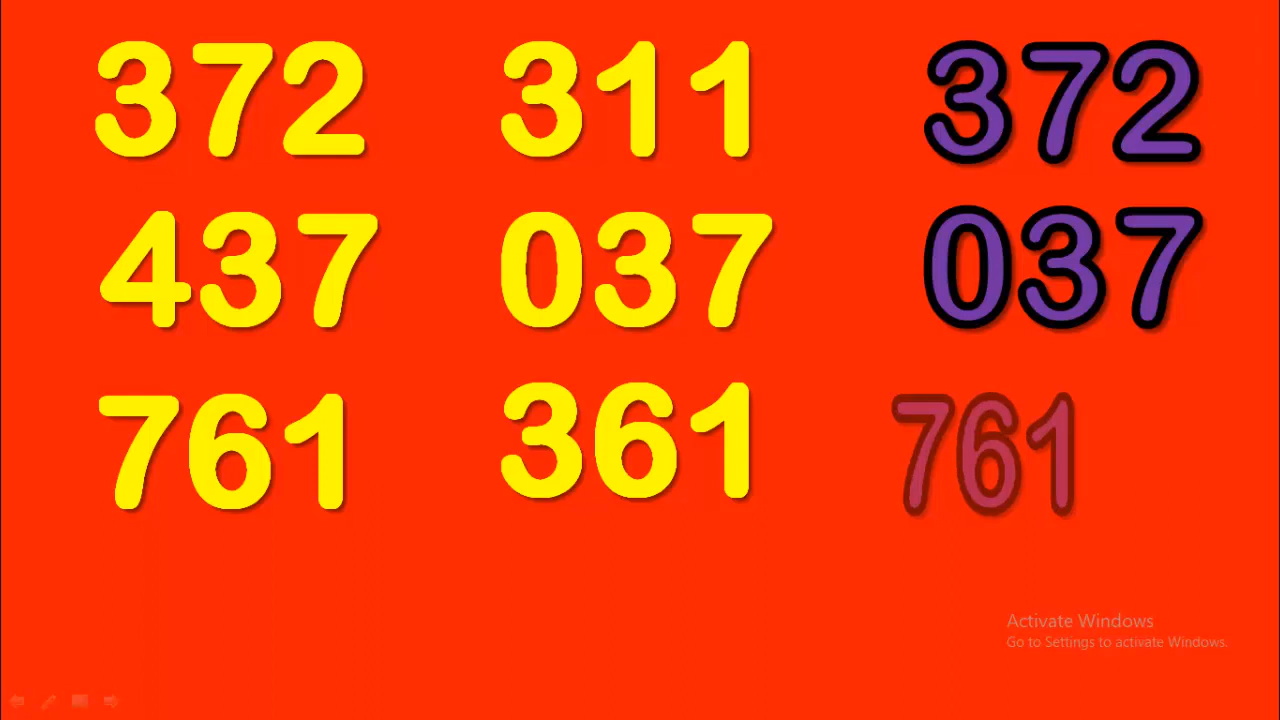 372 311 372
437 037 037
761 361 761
Activate Windows
Go to Settings to activate Windows.